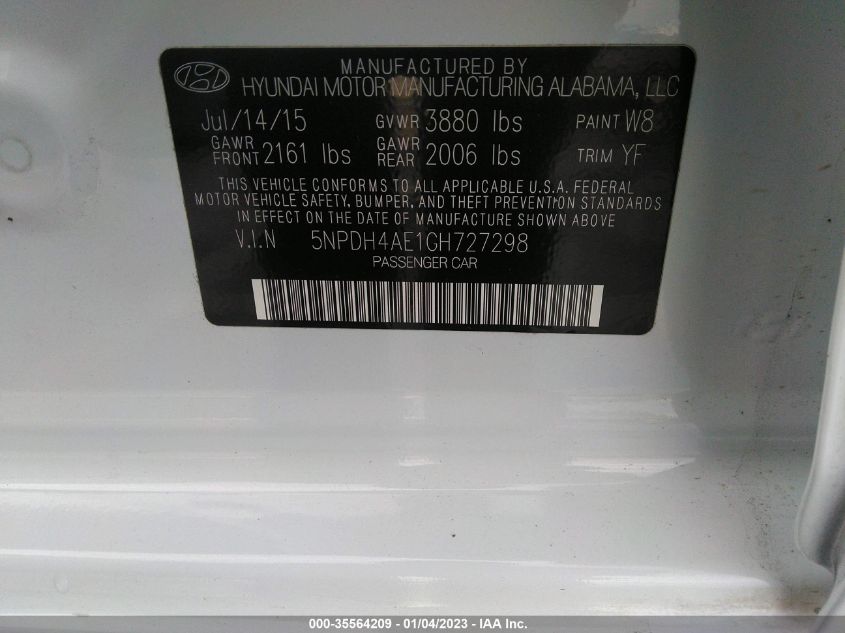 MANUFACTURED BY
HYUNDAI MOTOR MANUFACTURING ALABAMA, LLC
Jul/14/15 GVWR 3880 lbs PAINT W8
GAWR FRONT 2161 lbs GAWR REAR 2006 lbs TRIM YF
THIS VEHICLE CONFORMS TO ALL APPLICABLE U.S.A. FEDERAL
MOTOR VEHICLE SAFETY, BUMPER, AND THEFT PREVENTION STANDARDS
IN EFFECT ON THE DATE OF MANUFACTURE SHOWN ABOVE
V.I.N 5NPDH4AE1GH727298
PASSENGER CAR
000-35564209 - 01/04/2023 - IAA Inc.